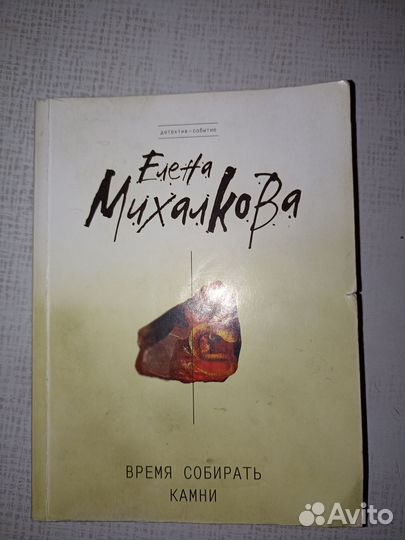 детектив-событие
Елена
Михалкова
ВРЕМЯ СОБИРАТЬ
КАМНИ
Avito